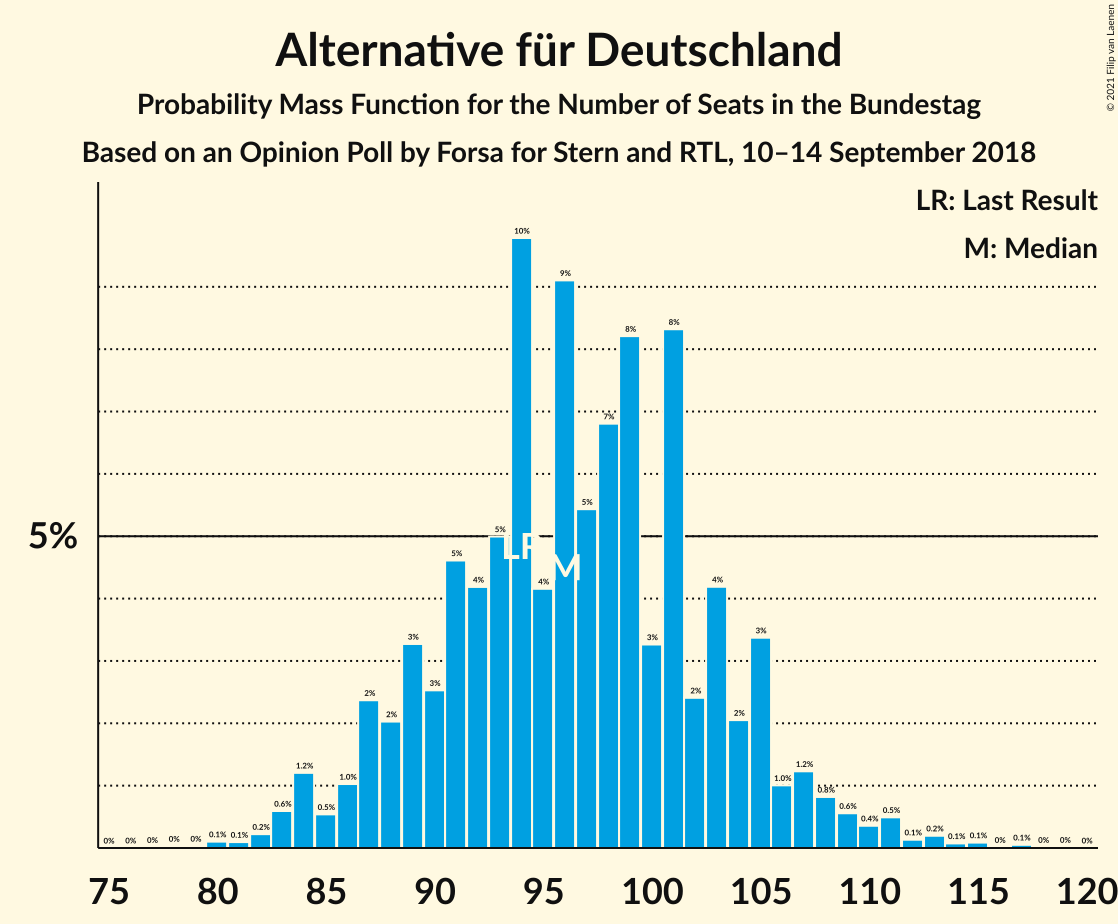 Alternative für Deutschland
Probability Mass Function for the Number of Seats in the Bundestag
Based on an Opinion Poll by Forsa for Stern and RTL, 10–14 September 2018
© 2021 Filip van Laenen
LR: Last Result
M: Median
5%
0% 0% 0% 0% 0% 0.1% 0.1% 0.2% 0.6% 1.2% 0.5% 1.0% 2% 2% 3% 3% 5% 4% 5% 10% 4% 9% 5% 7% 8% 3% 8% 2% 4% 2% 3% 1.0% 1.2% 0.8% 0.6% 0.4% 0.5% 0.1% 0.2% 0.1% 0.1% 0% 0.1% 0% 0% 0%
LR
M
75 80 85 90 95 100 105 110 115 120